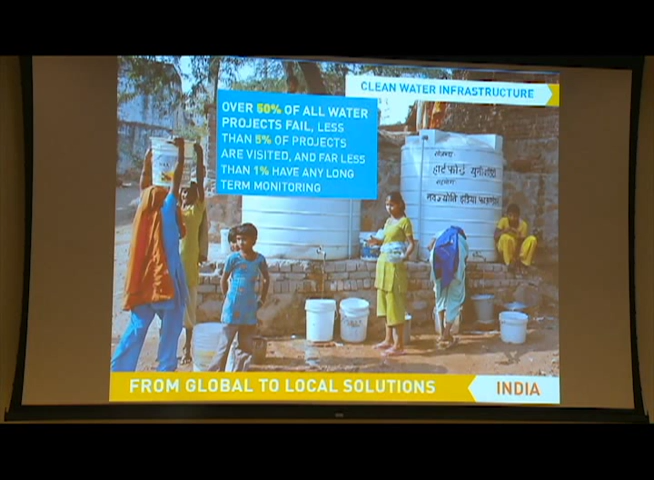 CLEAN WATER INFRASTRUCTURE
OVER 50% OF ALL WATER
PROJECTS FAIL, LESS
THAN 5% OF PROJECTS
ARE VISITED, AND FAR LESS
THAN 1% HAVE ANY LONG
TERM MONITORING
हार्टफोर्ड
FROM GLOBAL TO LOCAL SOLUTIONS
INDIA